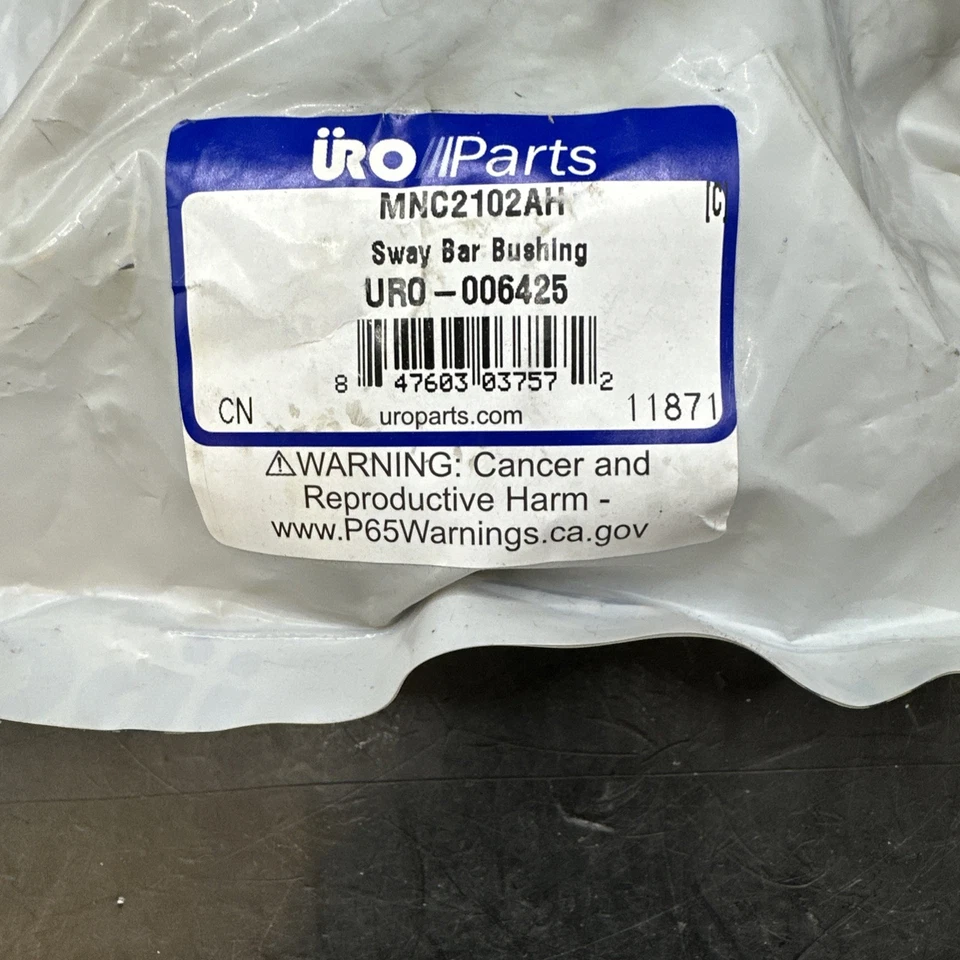 ÜRO Parts
MNC2102AH [C]
Sway Bar Bushing
URO-006425
8 47603 03757 2
CN uroparts.com 11871
⚠WARNING: Cancer and
Reproductive Harm -
www.P65Warnings.ca.gov